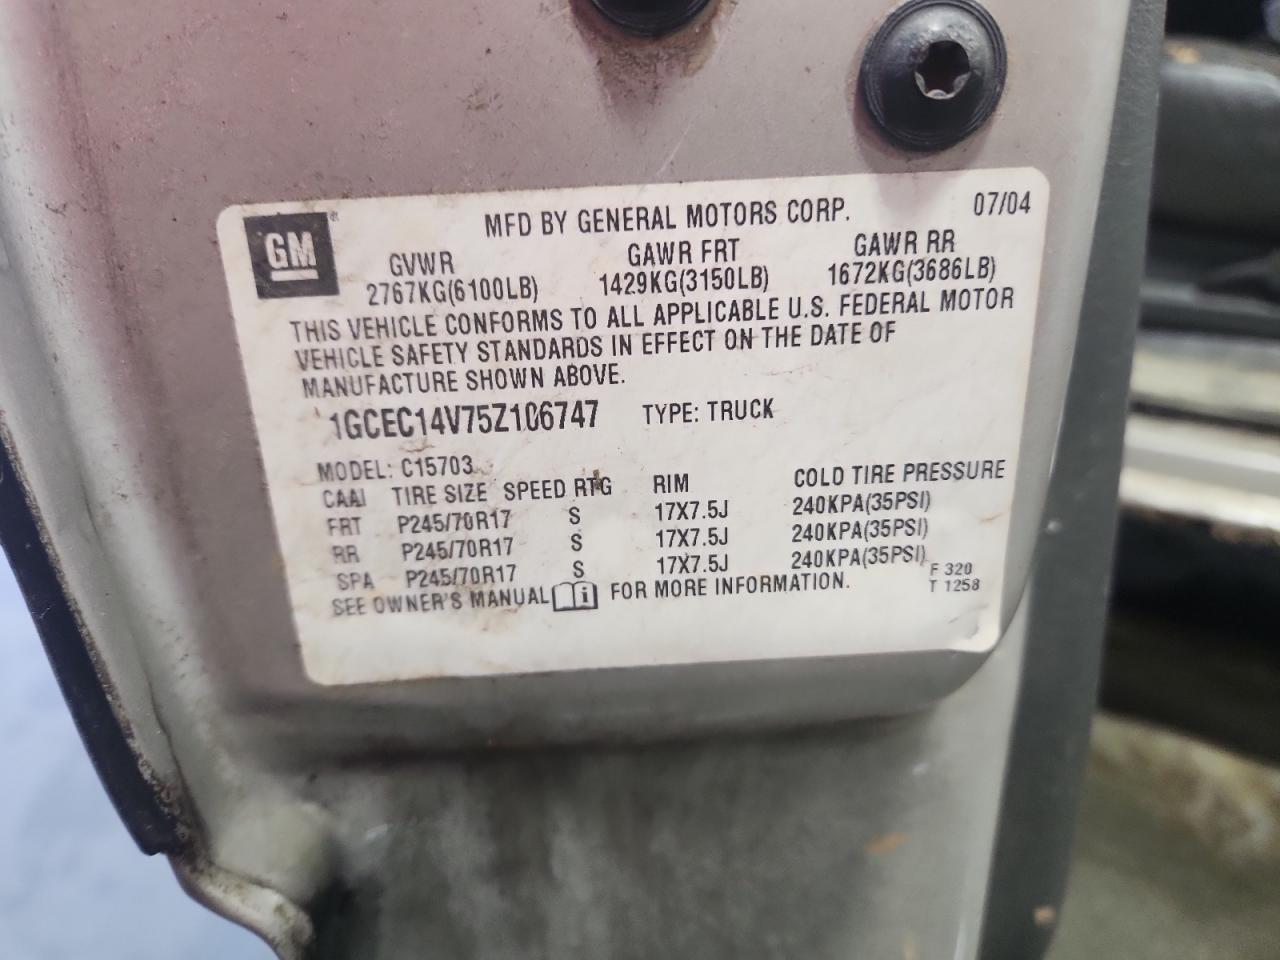 GM
MFD BY GENERAL MOTORS CORP. 07/04
GVWR GAWR FRT GAWR RR
2767KG(6100LB) 1429KG(3150LB) 1672KG(3686LB)
THIS VEHICLE CONFORMS TO ALL APPLICABLE U.S. FEDERAL MOTOR
VEHICLE SAFETY STANDARDS IN EFFECT ON THE DATE OF
MANUFACTURE SHOWN ABOVE.
1GCEC14V75Z106747 TYPE: TRUCK
MODEL: C15703
CAAI TIRE SIZE SPEED RTG RIM COLD TIRE PRESSURE
FRT P245/70R17 S 17X7.5J 240KPA(35PSI)
RR P245/70R17 S 17X7.5J 240KPA(35PSI)
SPA P245/70R17 S 17X7.5J 240KPA(35PSI)
SEE OWNER'S MANUAL FOR MORE INFORMATION.
F 320
T 1258